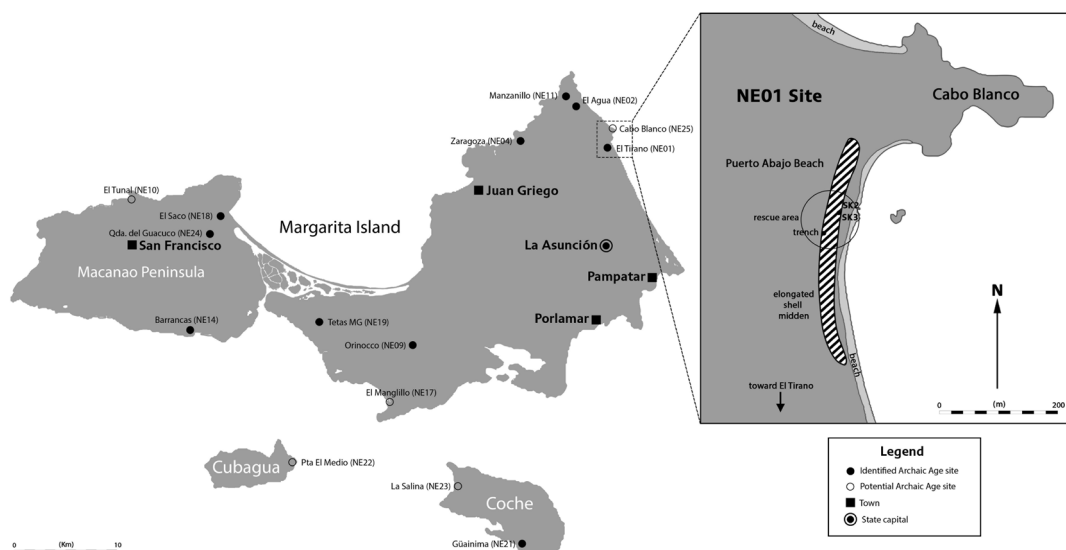 Manzanillo (NE11)
El Agua (NE02)
Cabo Blanco (NE25)
Zaragoza (NE04)
El Tirano (NE01)
El Tunal (NE10)
Juan Griego
El Saco (NE18)
Margarita Island
Qda. del Guacuco (NE24)
San Francisco
La Asunción
Macanao Peninsula
Pampatar
Barrancas (NE14)
Tetas MG (NE19)
Porlamar
Orinocco (NE09)
El Manglillo (NE17)
Cubagua
Pta El Medio (NE22)
La Salina (NE23)
Coche
Güainima (NE21)
0 (Km) 10
beach
NE01 Site
Cabo Blanco
Puerto Abajo Beach
SK2
rescue area
SK3
trench
elongated
shell
midden
N
beach
toward El Tirano
(m)
0 200
Legend
Identified Archaic Age site
Potential Archaic Age site
Town
State capital